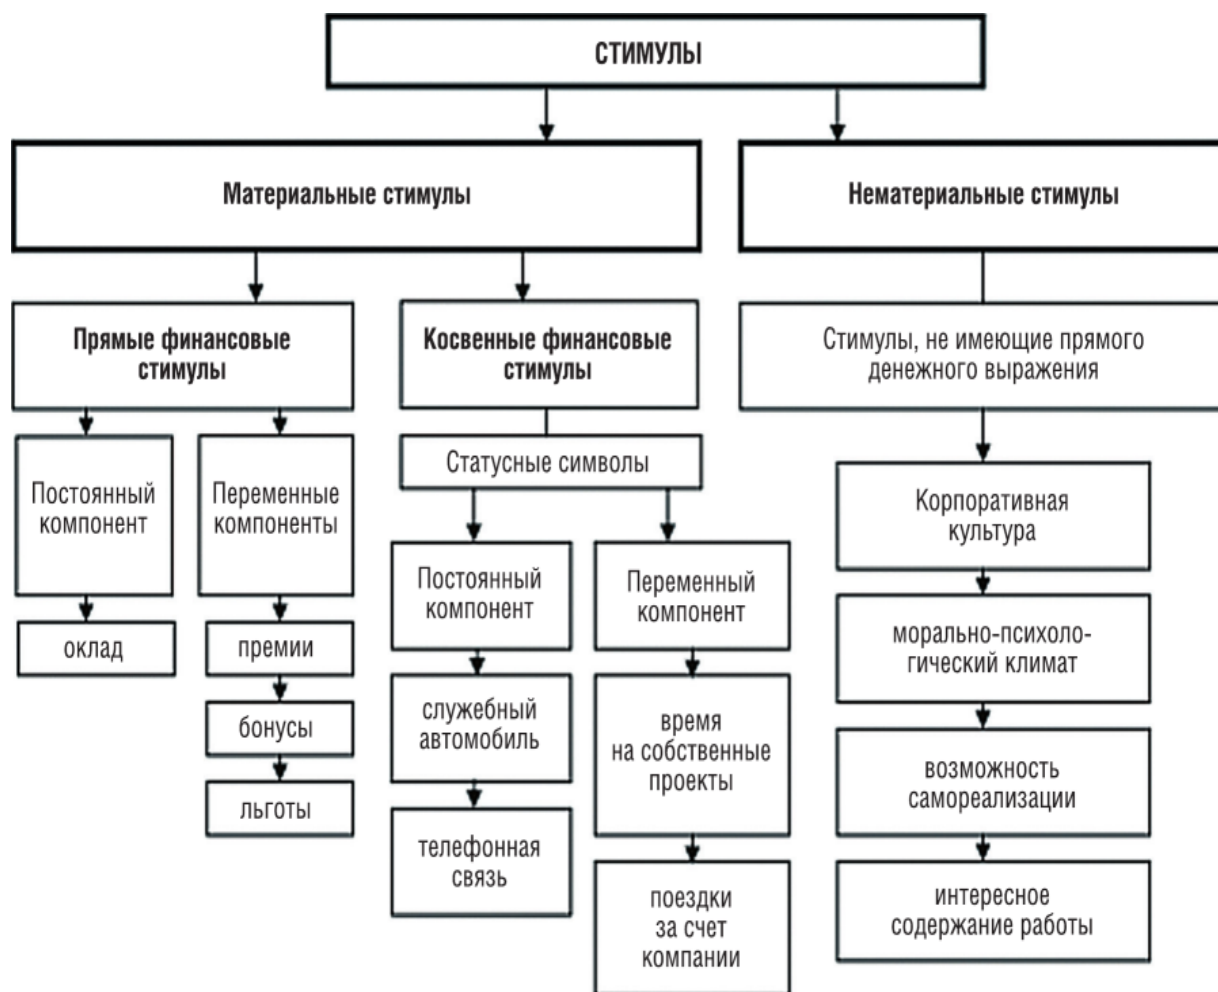 СТИМУЛЫ
Материальные стимулы
Нематериальные стимулы
Прямые финансовые
стимулы
Косвенные финансовые
стимулы
Стимулы, не имеющие прямого
денежного выражения
Постоянный
компонент
Переменные
компоненты
Статусные символы
Корпоративная
культура
Постоянный
компонент
Переменный
компонент
оклад
премии
бонусы
льготы
служебный
автомобиль
телефонная
связь
время
на собственные
проекты
поездки
за счет
компании
морально-психоло-
гический климат
возможность
самореализации
интересное
содержание работы